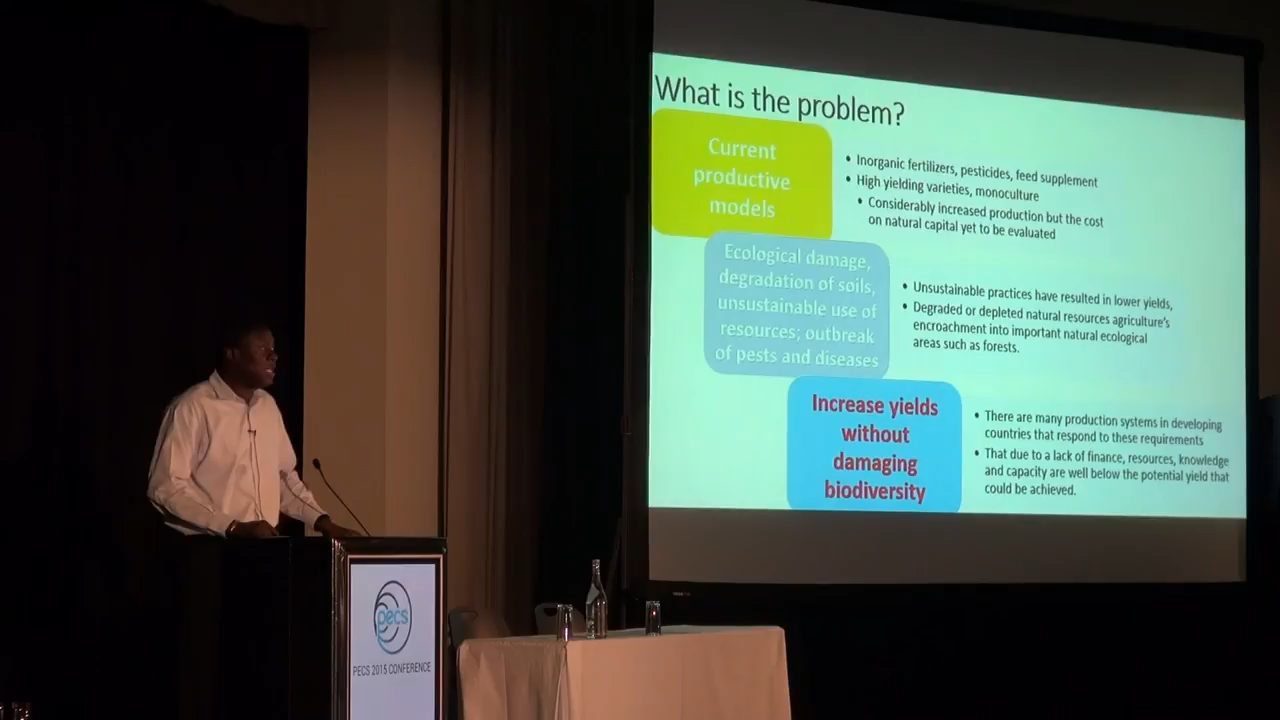 What is the problem?
Current
productive
models
• Inorganic fertilizers, pesticides, feed supplement
• High yielding varieties, monoculture
• Considerably increased production but the cost
on natural capital yet to be evaluated
Ecological damage,
degradation of soils,
unsustainable use of
resources; outbreak
of pests and diseases
• Unsustainable practices have resulted in lower yields,
• Degraded or depleted natural resources agriculture's
encroachment into important natural ecological
areas such as forests.
Increase yields
without
damaging
biodiversity
• There are many production systems in developing
countries that respond to these requirements
• That due to a lack of finance, resources, knowledge
and capacity are well below the potential yield that
could be achieved.
pecs
PECS 2015 CONFERENCE